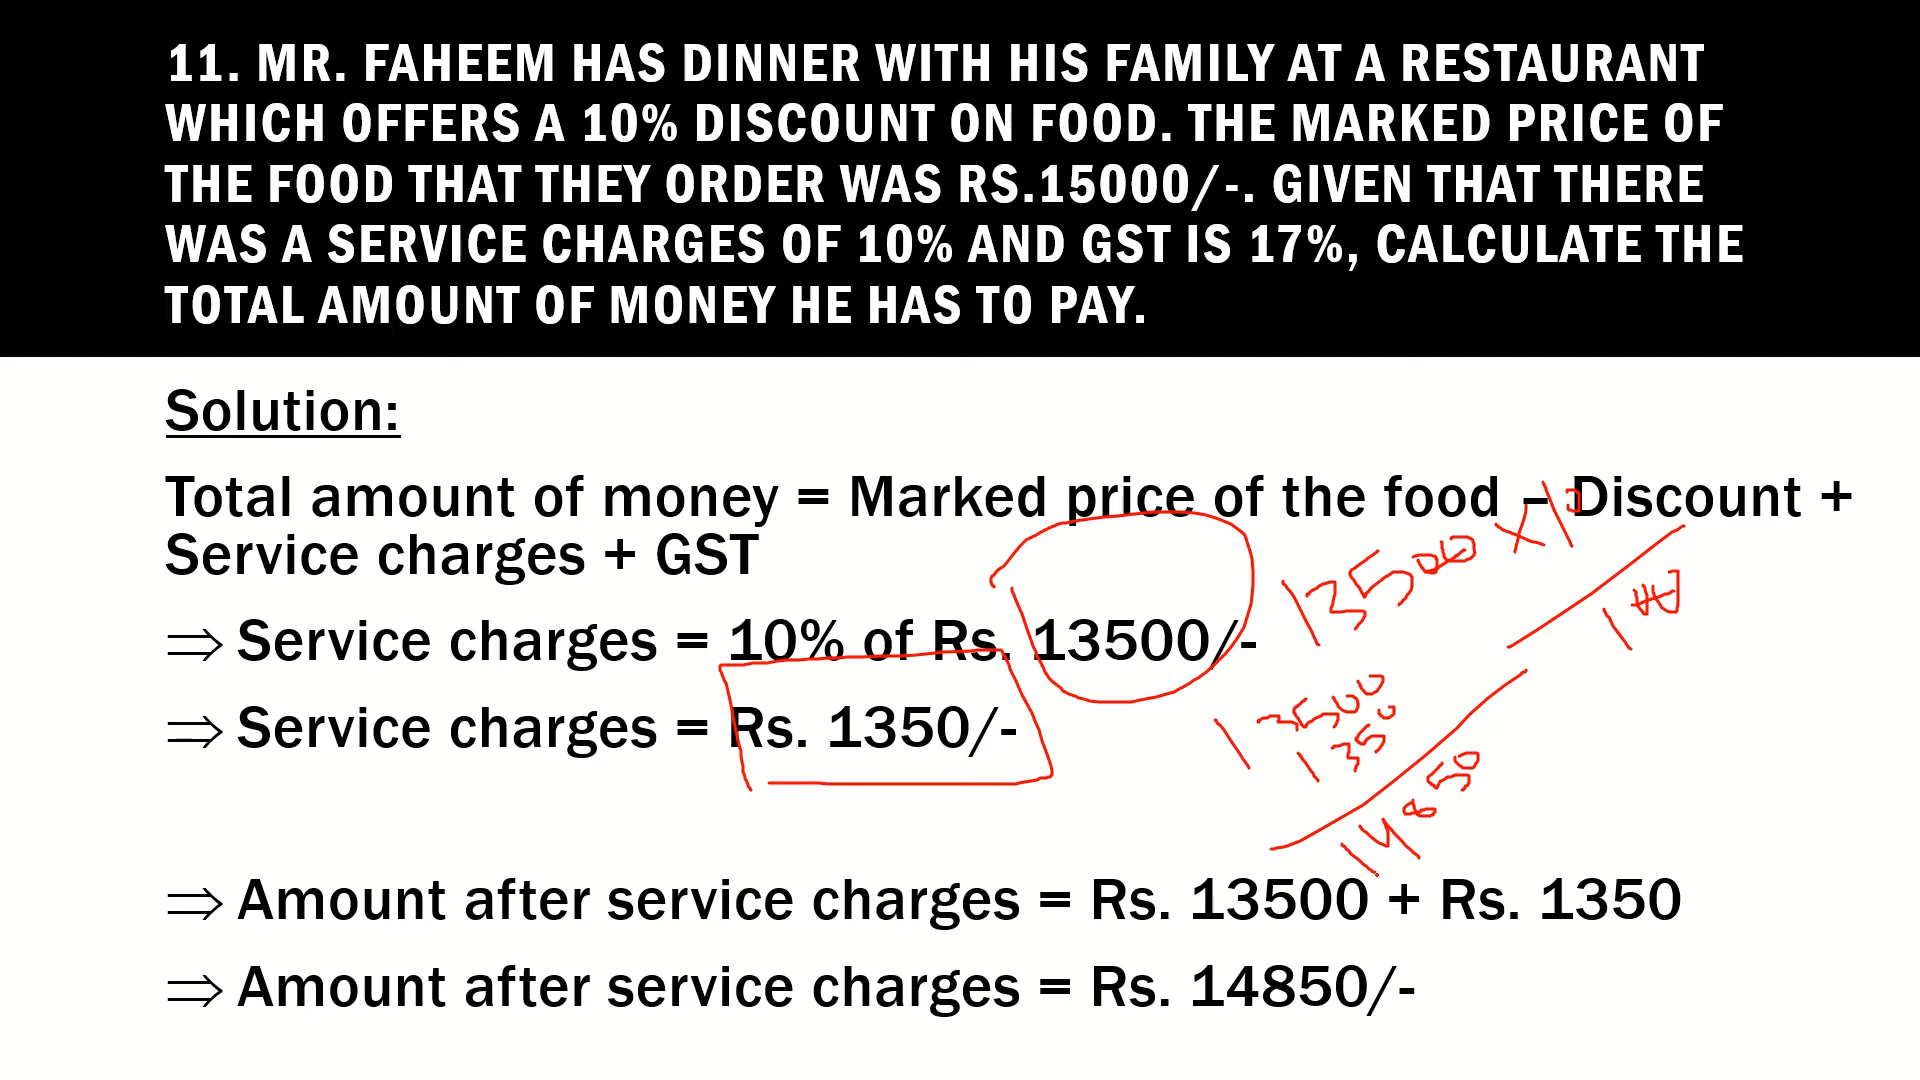 11. MR. FAHEEM HAS DINNER WITH HIS FAMILY AT A RESTAURANT
WHICH OFFERS A 10% DISCOUNT ON FOOD. THE MARKED PRICE OF
THE FOOD THAT THEY ORDER WAS RS.15000/-. GIVEN THAT THERE
WAS A SERVICE CHARGES OF 10% AND GST IS 17%, CALCULATE THE
TOTAL AMOUNT OF MONEY HE HAS TO PAY.
Solution:
Total amount of money = Marked price of the food – Discount +
Service charges + GST
⇒ Service charges = 10% of Rs. 13500/-
13500 × 10
100
⇒ Service charges = Rs. 1350/-
13500
1350
14850
⇒ Amount after service charges = Rs. 13500 + Rs. 1350
⇒ Amount after service charges = Rs. 14850/-